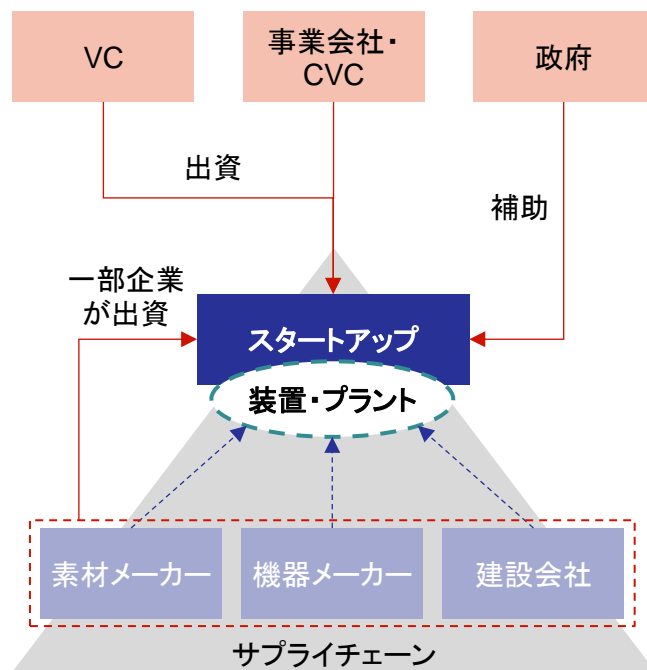 VC
事業会社・
CVC
政府
出資
補助
一部企業
が出資
スタートアップ
装置・プラント
素材メーカー
機器メーカー
建設会社
サプライチェーン